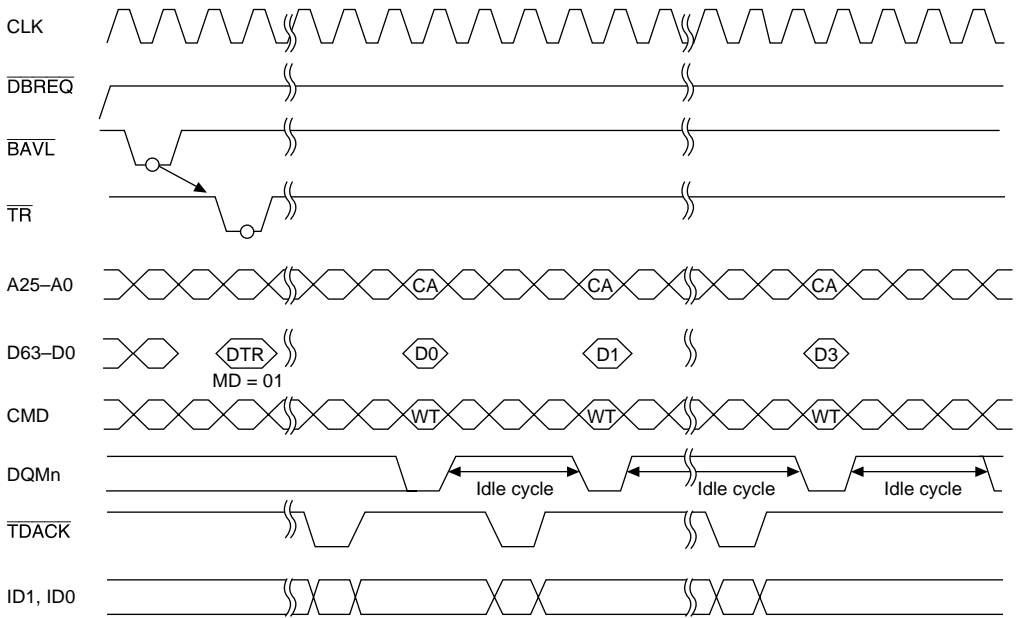 CLK
DBREQ
BAVL
TR
A25–A0 CA CA CA
D63–D0 DTR D0 D1 D3
MD = 01
CMD WT WT WT
DQMn
Idle cycle Idle cycle Idle cycle
TDACK
ID1, ID0